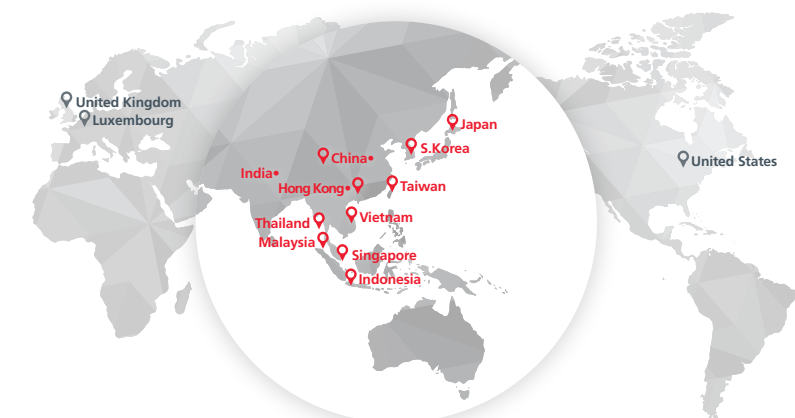 United Kingdom
Luxembourg
Japan
S.Korea
China•
United States
India•
Hong Kong•
Taiwan
Thailand
Vietnam
Malaysia
Singapore
Indonesia